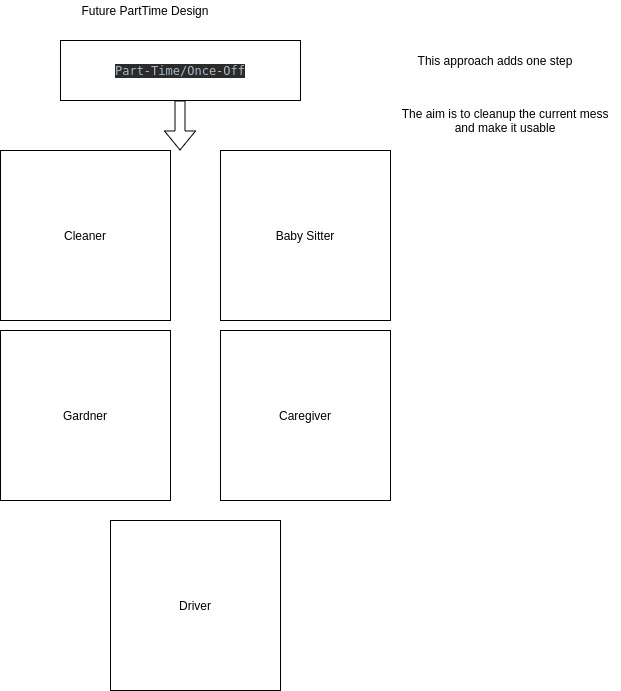 Future PartTime Design
Part-Time/Once-Off
This approach adds one step
The aim is to cleanup the current mess
and make it usable
Cleaner
Baby Sitter
Gardner
Caregiver
Driver